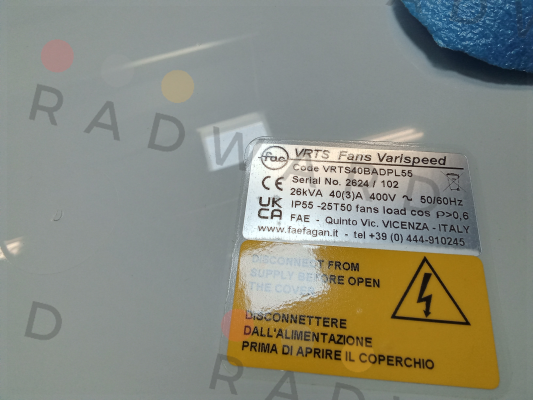 RADWAND
fae VRTS Fans Varispeed
Code VRTS40BADPL55
Serial No. 2624 / 102
26kVA 40(3)A 400V ~ 50/60Hz
IP55 -25T50 fans load cos P>0,6
FAE - Quinto Vic. VICENZA - ITALY
www.faefagan.it - tel +39 (0) 444-910245
CE
UK
CA
DISCONNECT FROM
SUPPLY BEFORE OPEN
THE COVER
DISCONNETTERE
DALL'ALIMENTAZIONE
PRIMA DI APRIRE IL COPERCHIO
D
RADWA